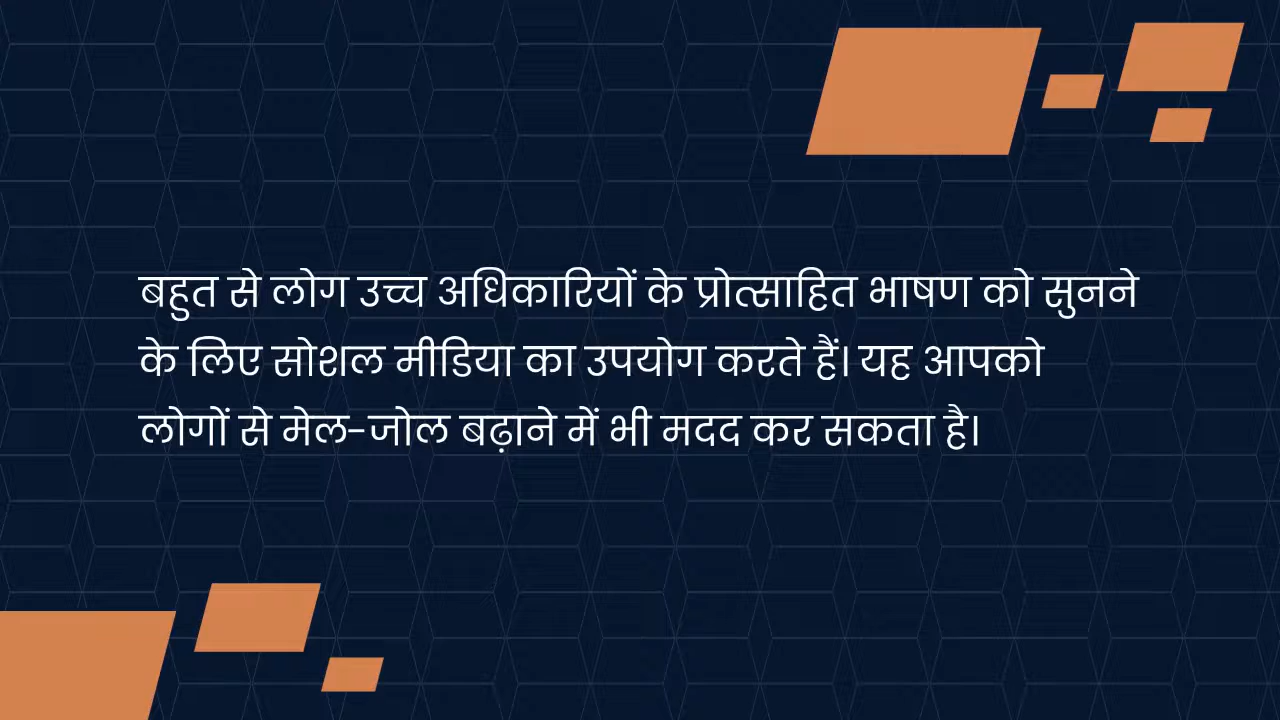 बहुत से लोग उच्च अधिकारियों के प्रोत्साहित भाषण को सुनने
के लिए सोशल मीडिया का उपयोग करते हैं। यह आपको
लोगों से मेल-जोल बढ़ाने में भी मदद कर सकता है।